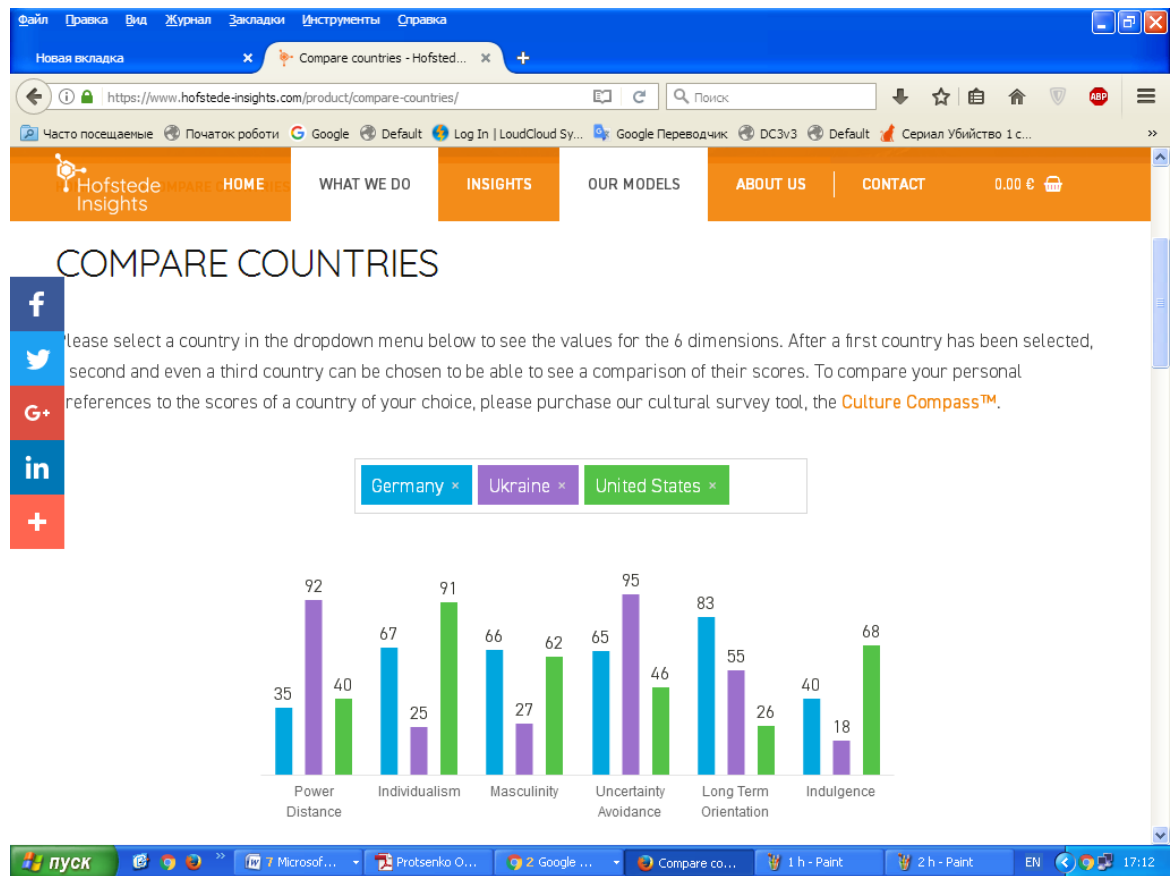 Файл Правка Вид Журнал Закладки Инструменты Справка
Новая вкладка
Compare countries - Hofsted...
https://www.hofstede-insights.com/product/compare-countries/
Поиск
ABP
Часто посещаемые Початок роботи Google Default Log In | LoudCloud Sy... Google Переводчик DC3v3 Default Сериал Убийство 1 с...
Hofstede
Insights
HOME WHAT WE DO INSIGHTS OUR MODELS ABOUT US CONTACT 0.00 €
COMPARE COUNTRIES
lease select a country in the dropdown menu below to see the values for the 6 dimensions. After a first country has been selected,
second and even a third country can be chosen to be able to see a comparison of their scores. To compare your personal
references to the scores of a country of your choice, please purchase our cultural survey tool, the Culture Compass™.
f
G+
in
Germany × Ukraine × United States ×
35 92 40
67 25 91
66 27 62
65 95 46
83 55 26
40 18 68
Power Distance
Individualism
Masculinity
Uncertainty Avoidance
Long Term Orientation
Indulgence
пуск
7 Microsof...
Protsenko O...
2 Google ...
Compare co...
1 h - Paint
2 h - Paint
EN
17:12